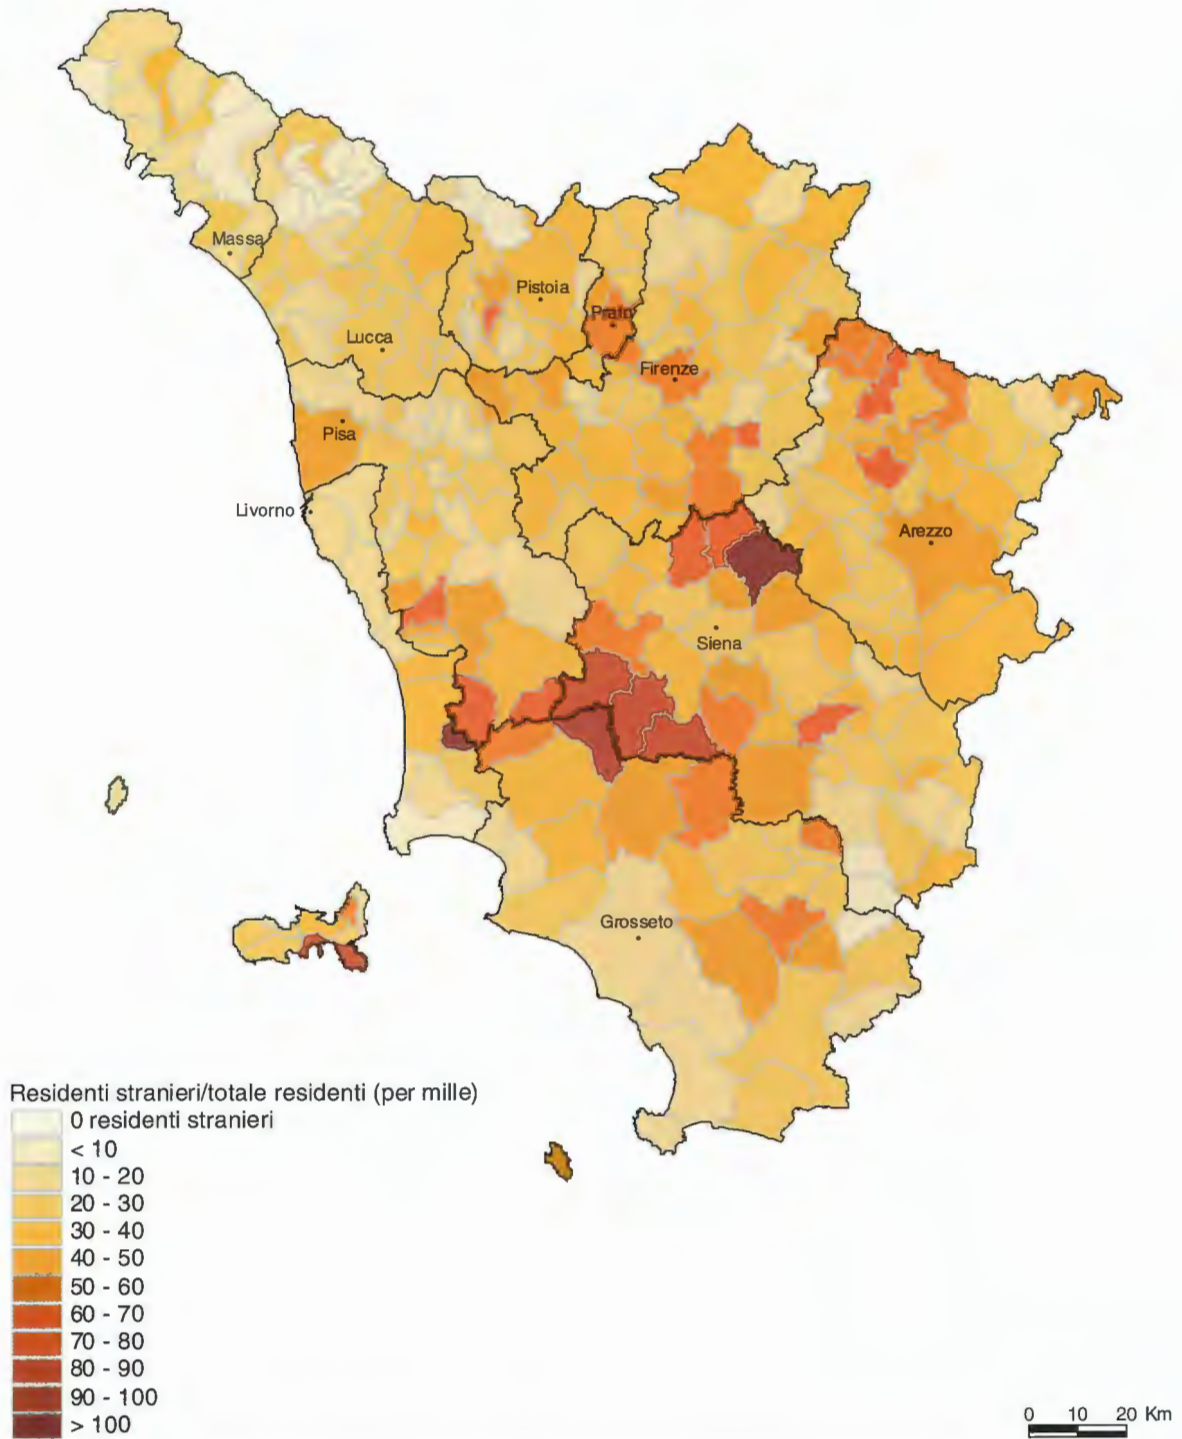 Massa
Pistoia
Prato
Lucca
Firenze
Pisa
Livorno
Arezzo
Siena
Grosseto
Residenti stranieri/totale residenti (per mille)
0 residenti stranieri
< 10
10 - 20
20 - 30
30 - 40
40 - 50
50 - 60
60 - 70
70 - 80
80 - 90
90 - 100
> 100
0 10 20 Km